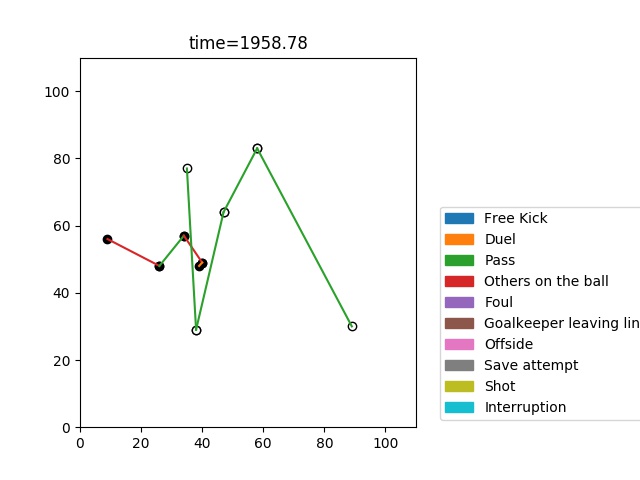 time=1958.78
100
80
60
40
20
0
0 20 40 60 80 100
Free Kick
Duel
Pass
Others on the ball
Foul
Goalkeeper leaving lin
Offside
Save attempt
Shot
Interruption